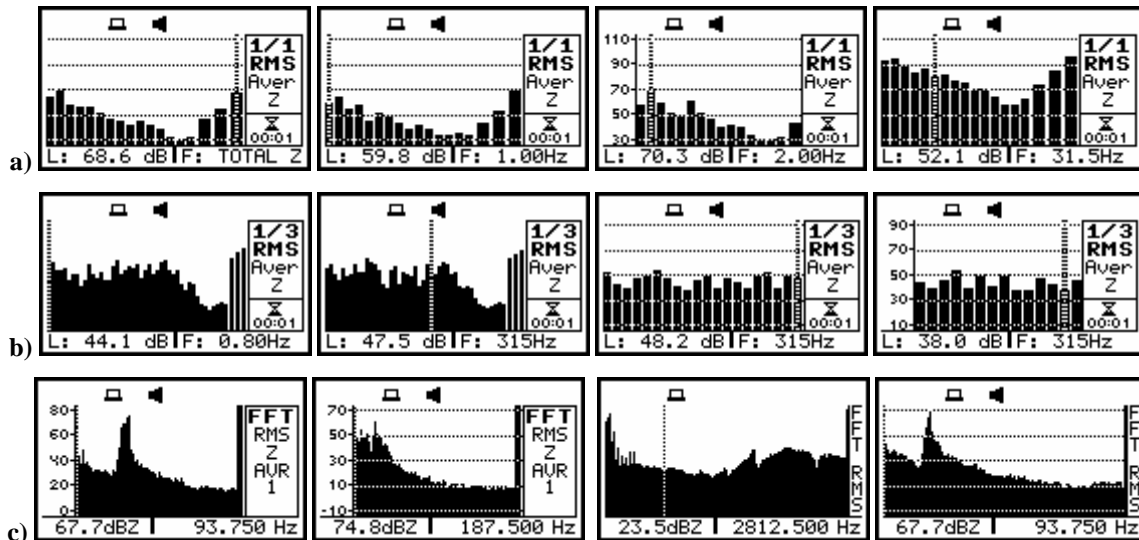 1/1
RMS
Aver
Z
00:01
L: 68.6 dB F: TOTAL Z
1/1
RMS
Aver
Z
00:01
L: 59.8 dB F: 1.00Hz
110
90
70
50
30
1/1
RMS
Aver
Z
00:01
L: 70.3 dB F: 2.00Hz
1/1
RMS
Aver
Z
00:01
L: 52.1 dB F: 31.5Hz
a)
1/3
RMS
Aver
Z
00:01
L: 44.1 dB F: 0.80Hz
1/3
RMS
Aver
Z
00:01
L: 47.5 dB F: 315Hz
1/3
RMS
Aver
Z
00:01
L: 48.2 dB F: 315Hz
90
70
50
30
10
1/3
RMS
Aver
Z
00:01
L: 38.0 dB F: 315Hz
b)
80
60
40
20
0
FFT
RMS
Z
AVR
1
67.7dBZ 93.750 Hz
70
50
30
10
-10
FFT
RMS
Z
AVR
1
74.8dBZ 187.500 Hz
FFT RMS
23.5dBZ 2812.500 Hz
FFT RMS
67.7dBZ 93.750 Hz
c)